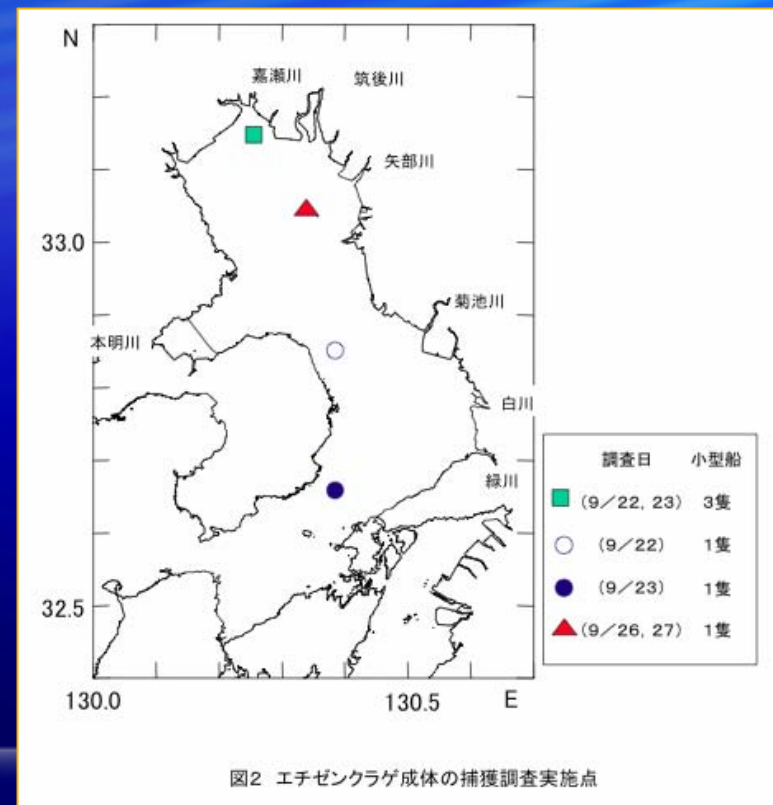 N
嘉瀬川
筑後川
矢部川
33.0
菊池川
本明川
白川
緑川
調査日 小型船
(9/22, 23) 3隻
(9/22) 1隻
(9/23) 1隻
(9/26, 27) 1隻
32.5
130.0
130.5
E
図2 エチゼンクラゲ成体の捕獲調査実施点